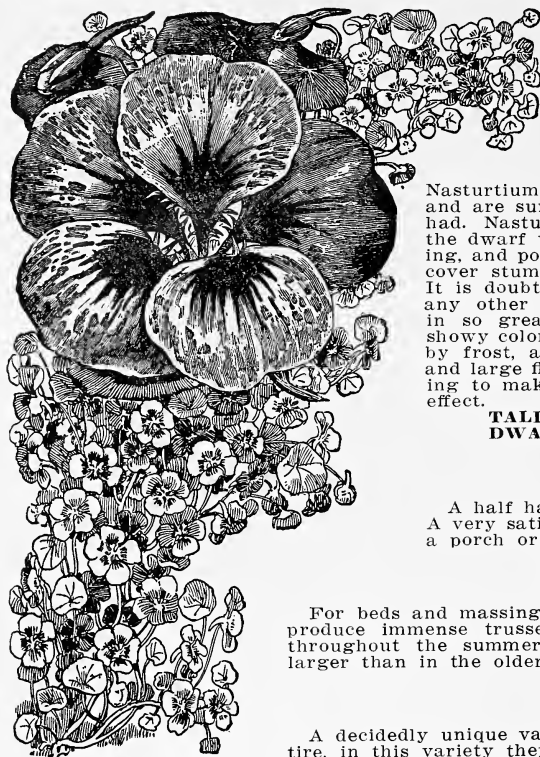 Nasturtium
and are su
had. Nastu
the dwarf
ing, and po
cover stum
It is doubt
any other
in so grea
showy color
by frost, a
and large fl
ing to mak
effect.
TALL
DWA
A half ha
A very sati
a porch or
For beds and massing
produce immense trusse
throughout the summer
larger than in the older
A decidedly unique va
tire, in this variety the